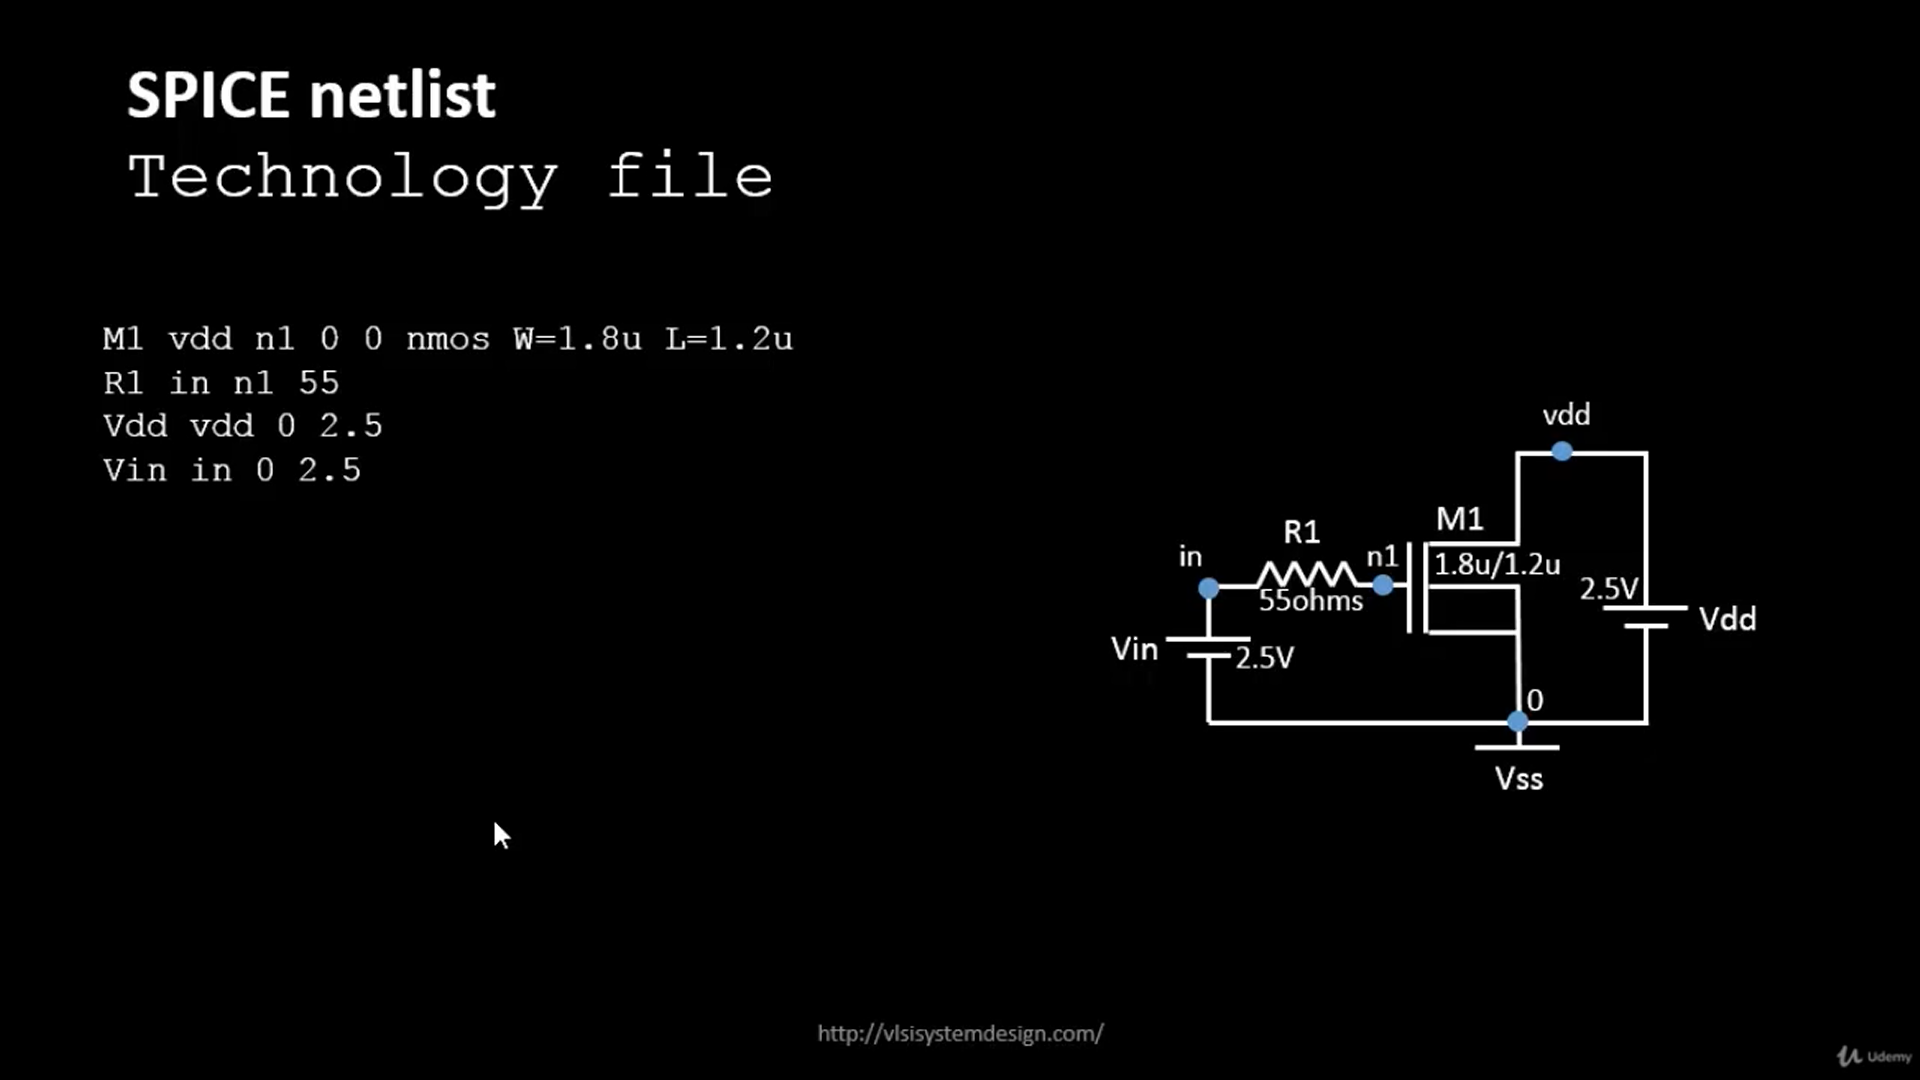 SPICE netlist
Technology file
M1 vdd n1 0 0 nmos W=1.8u L=1.2u
R1 in n1 55
Vdd vdd 0 2.5
Vin in 0 2.5
vdd
M1
R1
in
n1
1.8u/1.2u
55ohms
2.5V
Vdd
Vin
2.5V
0
Vss
http://vlsisystemdesign.com/
Udemy